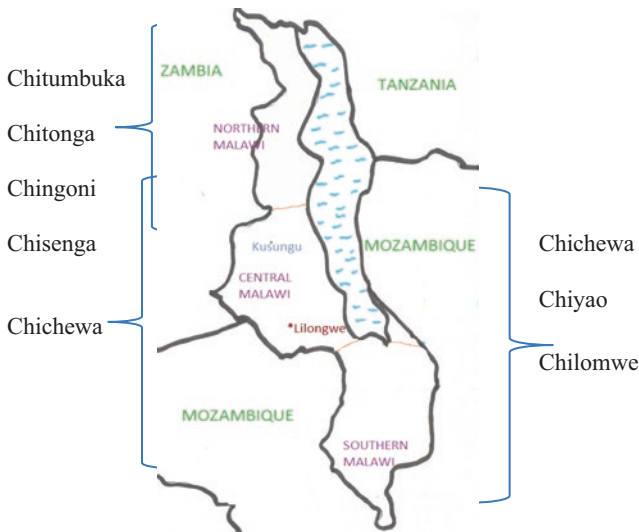 Chitumbuka
Chitonga
Chingoni
Chisenga
Chichewa
ZAMBIA
TANZANIA
NORTHERN
MALAWI
MOZAMBIQUE
Kusungu
CENTRAL
MALAWI
Lilongwe
MOZAMBIQUE
SOUTHERN
MALAWI
Chichewa
Chiyao
Chilomwe